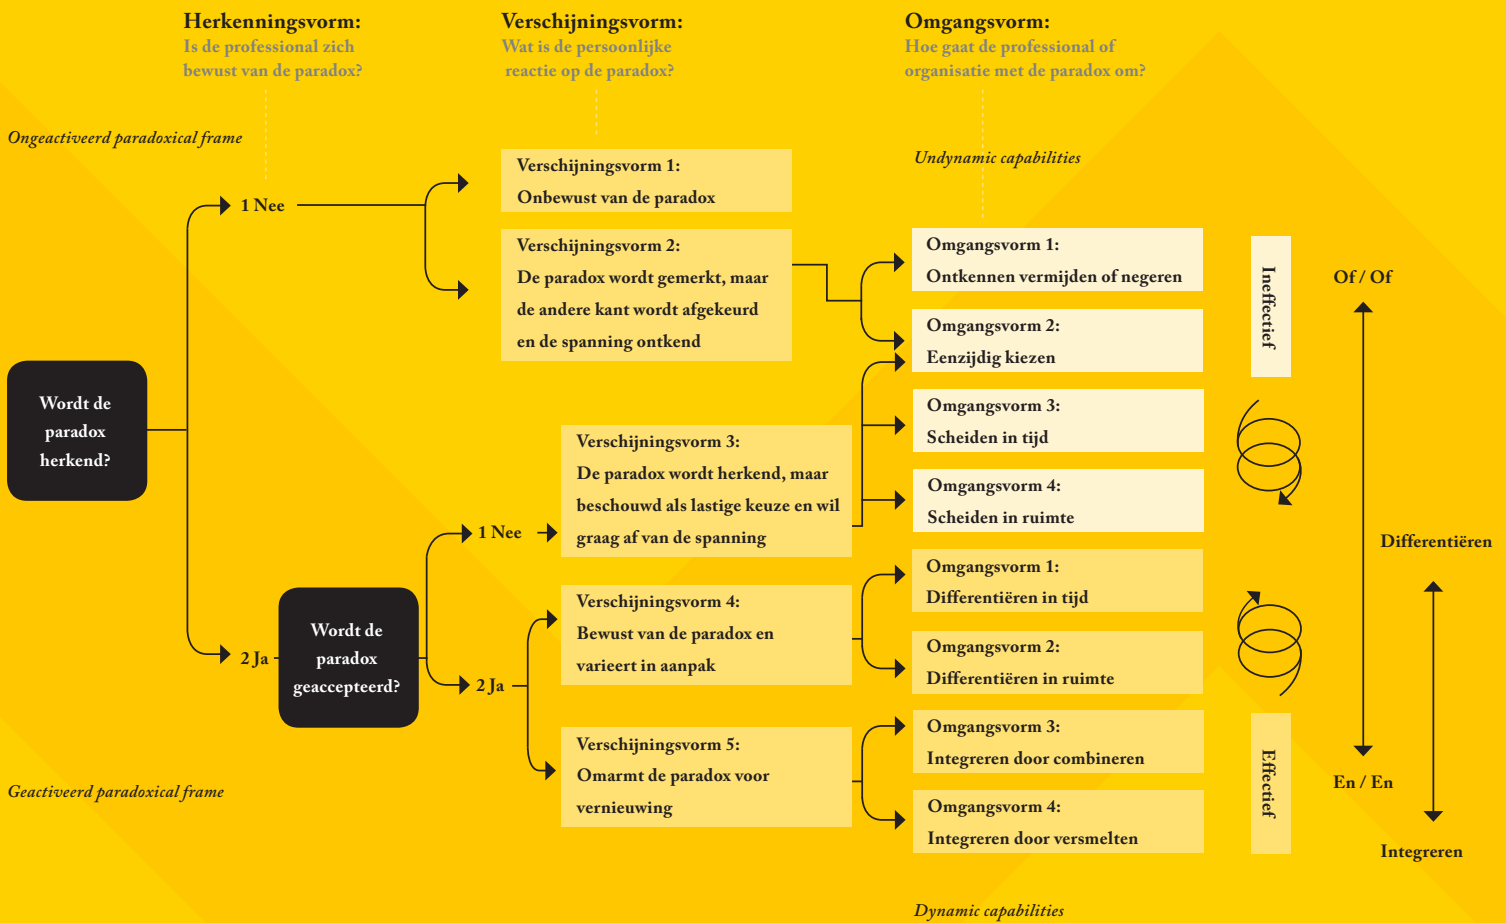 Herkenningsvorm:
Is de professional zich
bewust van de paradox?
Verschijningsvorm:
Wat is de persoonlijke
reactie op de paradox?
Omgangsvorm:
Hoe gaat de professional of
organisatie met de paradox om?
Ongeactiveerd paradoxical frame
Undynamic capabilities
Wordt de
paradox
herkend?
1 Nee
Verschijningsvorm 1:
Onbewust van de paradox
Verschijningsvorm 2:
De paradox wordt gemerkt, maar
de andere kant wordt afgekeurd
en de spanning ontkend
2 Ja
Wordt de
paradox
geaccepteerd?
1 Nee
Verschijningsvorm 3:
De paradox wordt herkend, maar
beschouwd als lastige keuze en wil
graag af van de spanning
2 Ja
Verschijningsvorm 4:
Bewust van de paradox en
varieert in aanpak
Verschijningsvorm 5:
Omarmt de paradox voor
vernieuwing
Omgangsvorm 1:
Ontkennen vermijden of negeren
Omgangsvorm 2:
Eenzijdig kiezen
Omgangsvorm 3:
Scheiden in tijd
Omgangsvorm 4:
Scheiden in ruimte
Omgangsvorm 1:
Differentiëren in tijd
Omgangsvorm 2:
Differentiëren in ruimte
Omgangsvorm 3:
Integreren door combineren
Omgangsvorm 4:
Integreren door versmelten
Ineffectief
Effectief
Of / Of
En / En
Differentiëren
Integreren
Geactiveerd paradoxical frame
Dynamic capabilities